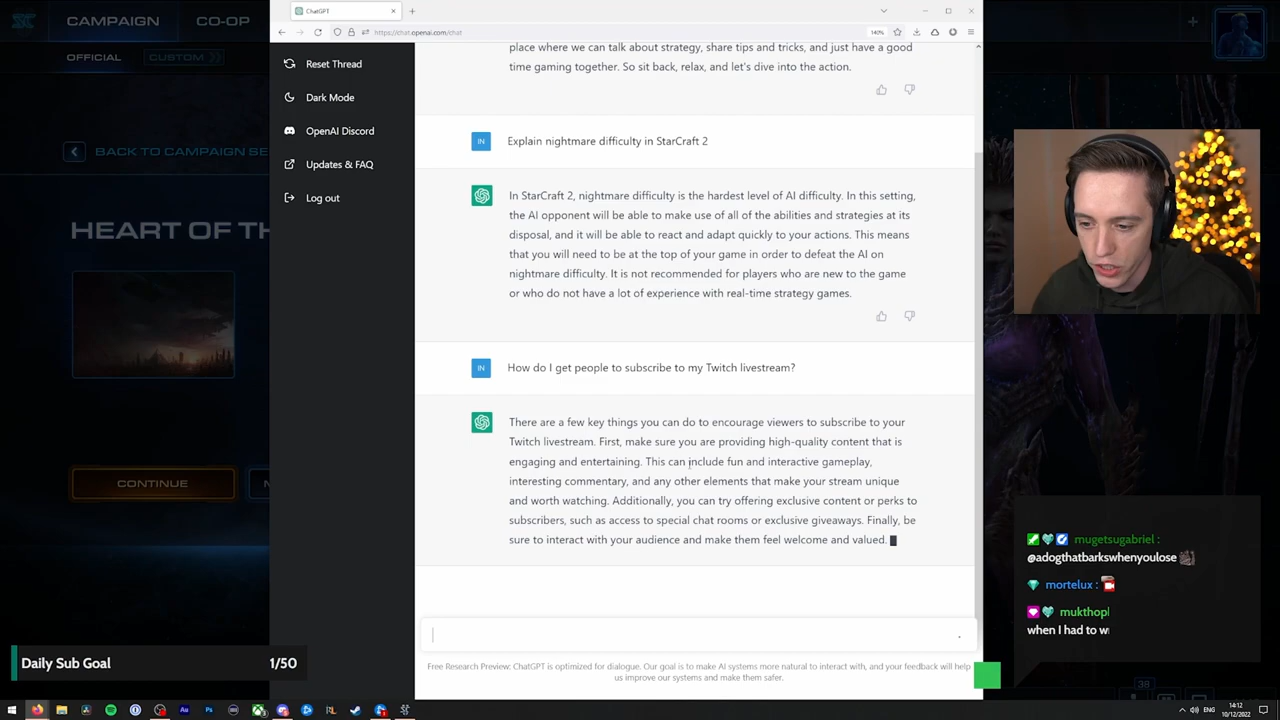 CAMPAIGN
CO-OP
OFFICIAL
CUSTOM
BACK TO CAMPAIGN SE
HEART OF TH
CONTINUE
Daily Sub Goal
1/50
ChatGPT
https://chat.openai.com/chat
140%
Reset Thread
Dark Mode
OpenAI Discord
Updates & FAQ
Log out
place where we can talk about strategy, share tips and tricks, and just have a good
time gaming together. So sit back, relax, and let's dive into the action.
IN
Explain nightmare difficulty in StarCraft 2
In StarCraft 2, nightmare difficulty is the hardest level of AI difficulty. In this setting,
the AI opponent will be able to make use of all of the abilities and strategies at its
disposal, and it will be able to react and adapt quickly to your actions. This means
that you will need to be at the top of your game in order to defeat the AI on
nightmare difficulty. It is not recommended for players who are new to the game
or who do not have a lot of experience with real-time strategy games.
IN
How do I get people to subscribe to my Twitch livestream?
There are a few key things you can do to encourage viewers to subscribe to your
Twitch livestream. First, make sure you are providing high-quality content that is
engaging and entertaining. This can include fun and interactive gameplay,
interesting commentary, and any other elements that make your stream unique
and worth watching. Additionally, you can try offering exclusive content or perks to
subscribers, such as access to special chat rooms or exclusive giveaways. Finally, be
sure to interact with your audience and make them feel welcome and valued.
Free Research Preview: ChatGPT is optimized for dialogue. Our goal is to make AI systems more natural to interact with, and your feedback will help
us improve our systems and make them safer.
mugetsugabriel :
@adogthatbarkswhenyoulose
mortelux :
mukthopl
when I had to w
38
ENG
14:12
10/12/2022